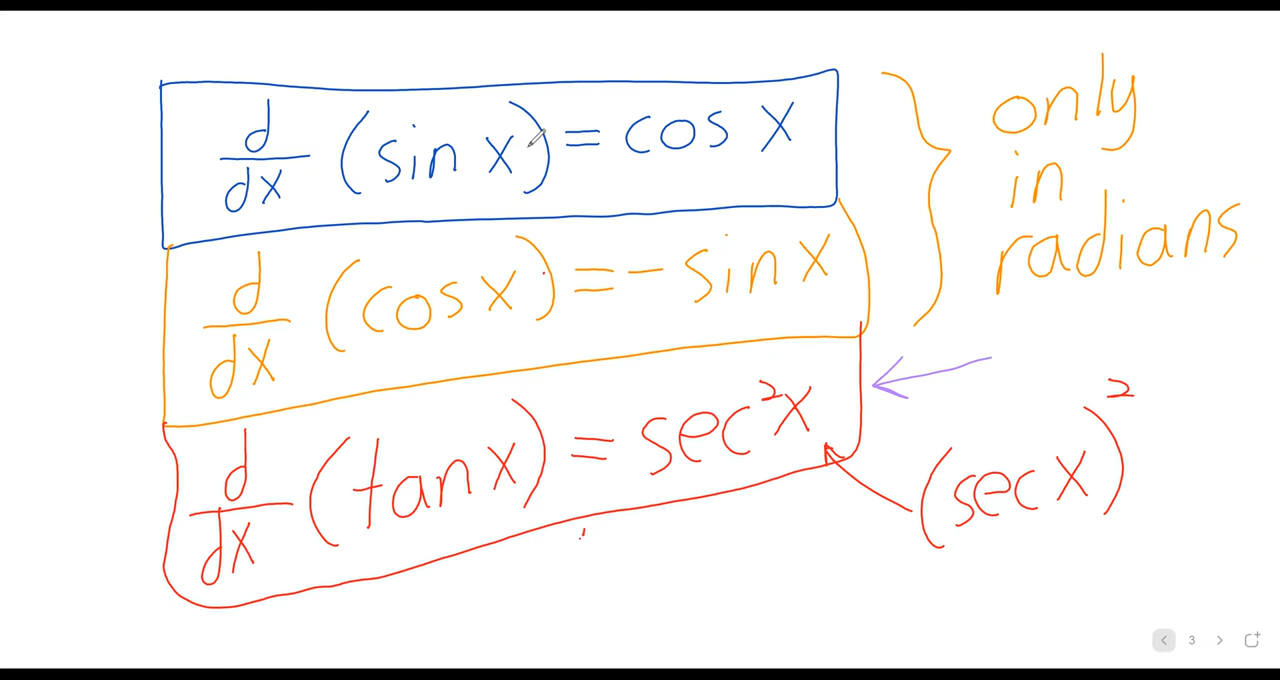 d/dx (sin x) = cos x
d/dx (cos x) = - sin x
d/dx (tan x) = sec²x
only
in
radians
(sec x)²
3